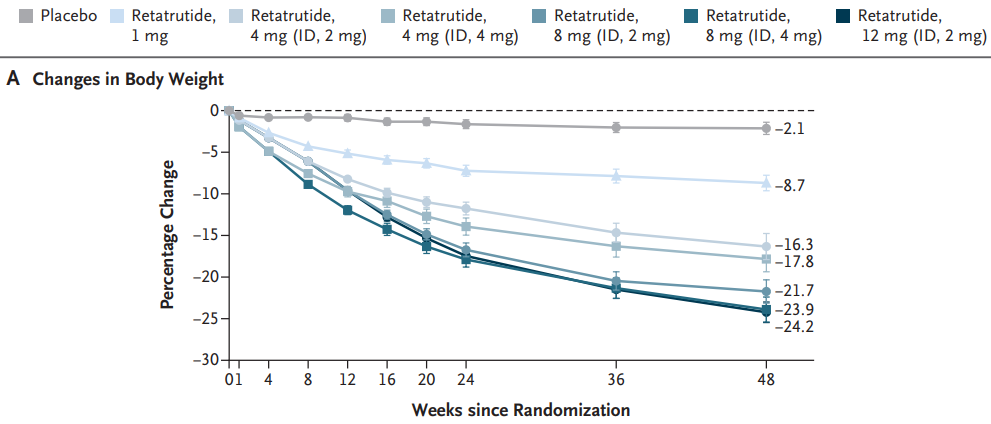 Placebo
Retatrutide, 1 mg
Retatrutide, 4 mg (ID, 2 mg)
Retatrutide, 4 mg (ID, 4 mg)
Retatrutide, 8 mg (ID, 2 mg)
Retatrutide, 8 mg (ID, 4 mg)
Retatrutide, 12 mg (ID, 2 mg)
A Changes in Body Weight
Percentage Change
0
−5
−10
−15
−20
−25
−30
−2.1
−8.7
−16.3
−17.8
−21.7
−23.9
−24.2
0 1 4 8 12 16 20 24 36 48
Weeks since Randomization